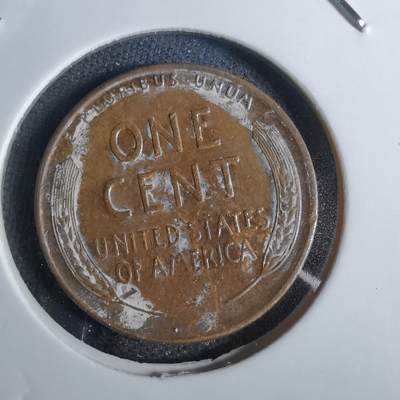 PLURIBUS UNUM
ONE
CENT
UNITED STATES
OF AMERICA